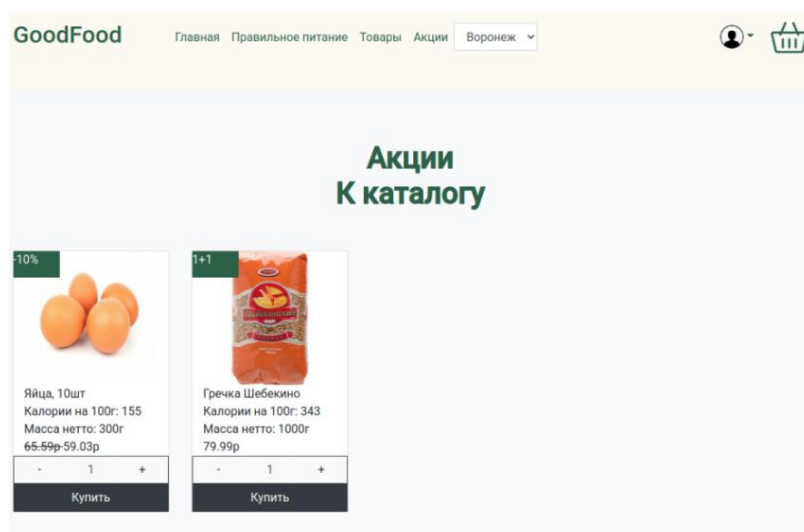 GoodFood
Главная Правильное питание Товары Акции Воронеж
Акции
К каталогу
-10%
Яйца, 10шт
Калории на 100г: 155
Масса нетто: 300г
65.59р 59.03р
- 1 +
Купить
1+1
Гречка Шебекино
Калории на 100г: 343
Масса нетто: 1000г
79.99р
- 1 +
Купить